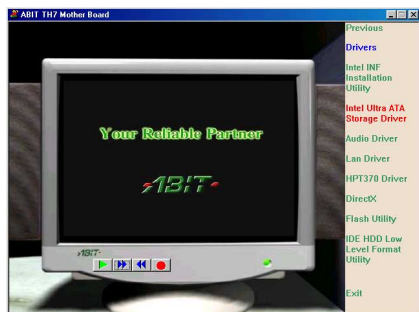 ABIT TH7 Mother Board
Your Reliable Partner
ABIT
ABIT
Previous
Drivers
Intel INF
Installation
Utility
Intel Ultra ATA
Storage Driver
Audio Driver
Lan Driver
HPT370 Driver
DirectX
Flash Utility
IDE HDD Low
Level Format
Utility
Exit